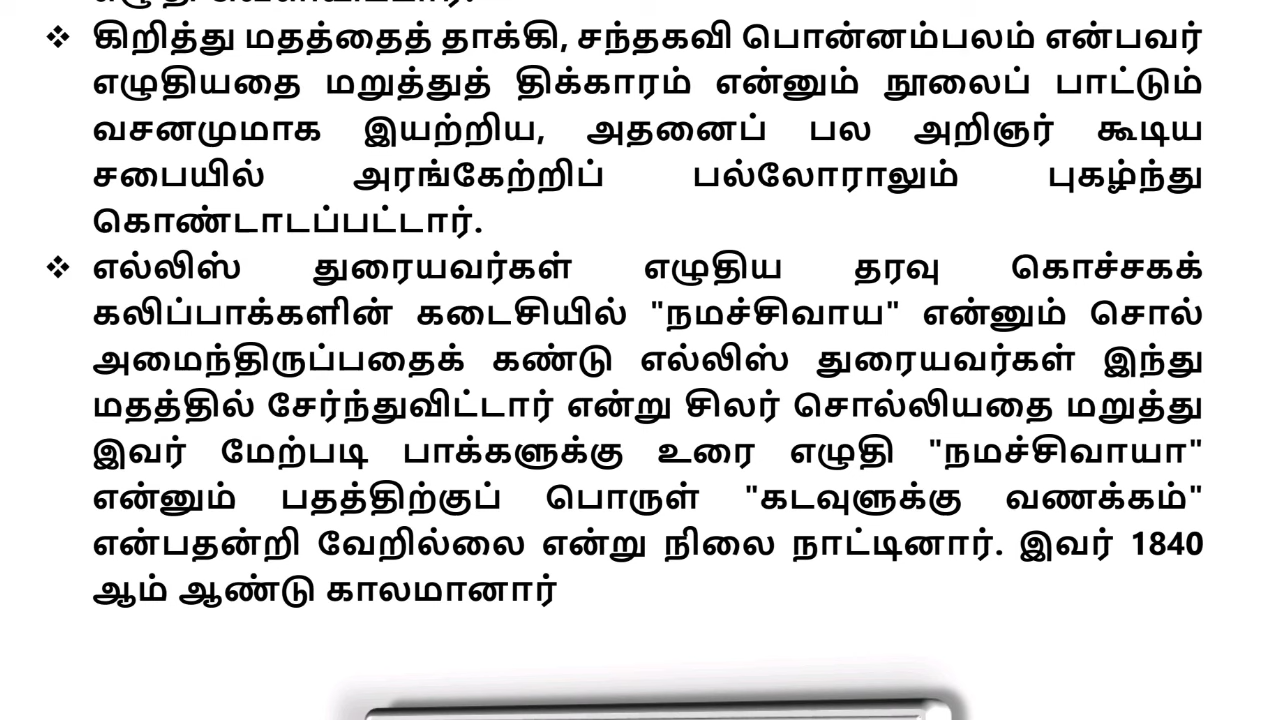 ❖ கிறித்து மதத்தைத் தாக்கி, சந்தகவி பொன்னம்பலம் என்பவர்
எழுதியதை மறுத்துத் திக்காரம் என்னும் நூலைப் பாட்டும்
வசனமுமாக இயற்றிய, அதனைப் பல அறிஞர் கூடிய
சபையில் அரங்கேற்றிப் பல்லோராலும் புகழ்ந்து
கொண்டாடப்பட்டார்.
❖ எல்லிஸ் துரையவர்கள் எழுதிய தரவு கொச்சகக்
கலிப்பாக்களின் கடைசியில் "நமச்சிவாய" என்னும் சொல்
அமைந்திருப்பதைக் கண்டு எல்லிஸ் துரையவர்கள் இந்து
மதத்தில் சேர்ந்துவிட்டார் என்று சிலர் சொல்லியதை மறுத்து
இவர் மேற்படி பாக்களுக்கு உரை எழுதி "நமச்சிவாயா"
என்னும் பதத்திற்குப் பொருள் "கடவுளுக்கு வணக்கம்"
என்பதன்றி வேறில்லை என்று நிலை நாட்டினார். இவர் 1840
ஆம் ஆண்டு காலமானார்